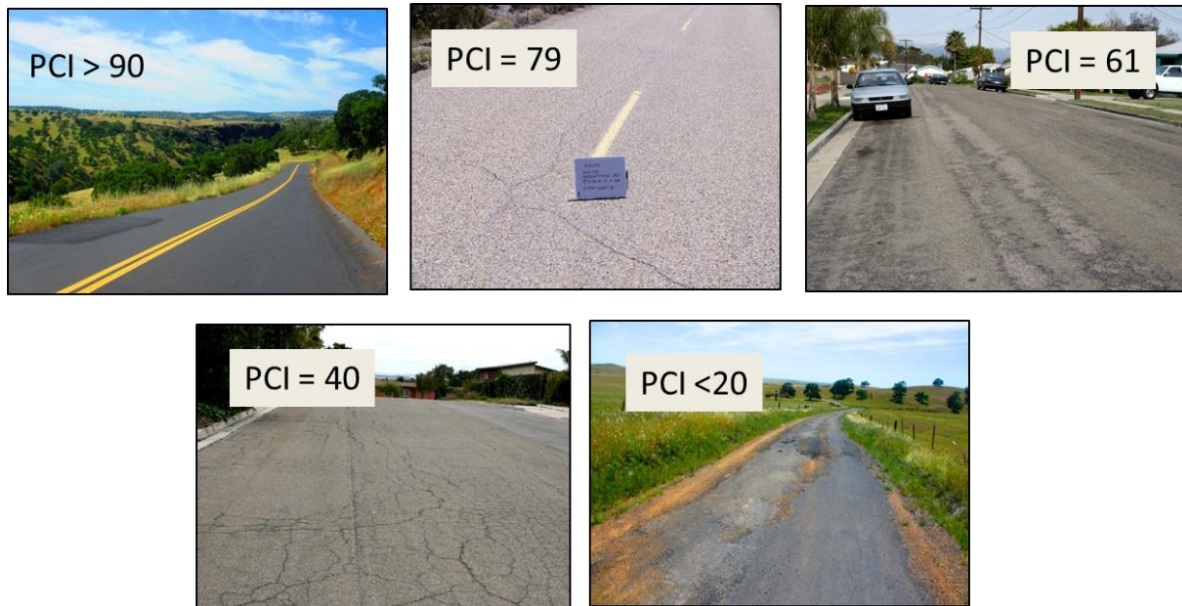 PCI > 90
PCI = 79
PCI = 61
PCI = 40
PCI <20